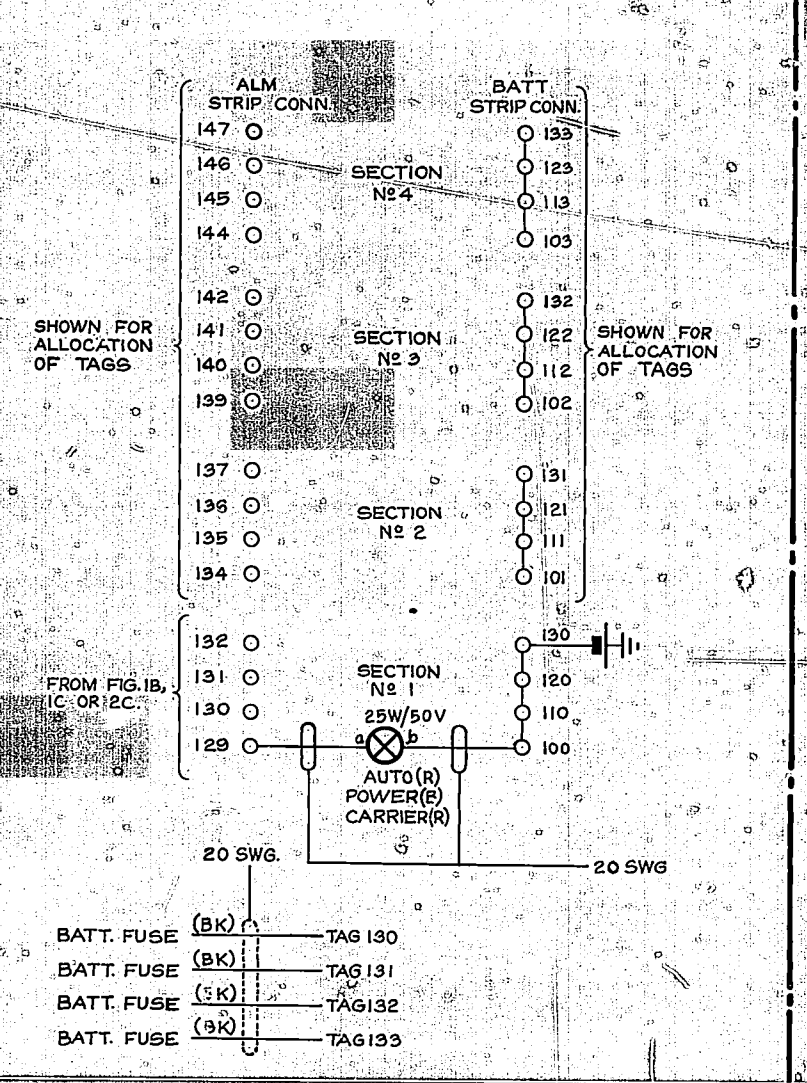 ALM
STRIP CONN.
BATT
STRIP CONN.
147
146
145
144
SECTION
Nº 4
133
123
113
103
SHOWN FOR
ALLOCATION
OF TAGS
142
141
140
139
SECTION
Nº 3
132
122
112
102
SHOWN FOR
ALLOCATION
OF TAGS
137
136
135
134
SECTION
Nº 2
131
121
111
101
FROM FIG. 1B,
1C OR 2C.
132
131
130
129
SECTION
Nº 1
25W/50V
a b
AUTO(R)
POWER(B)
CARRIER(R)
130
120
110
100
20 SWG.
20 SWG
BATT. FUSE (BK) TAG 130
BATT. FUSE (BK) TAG 131
BATT. FUSE (BK) TAG 132
BATT. FUSE (BK) TAG 133